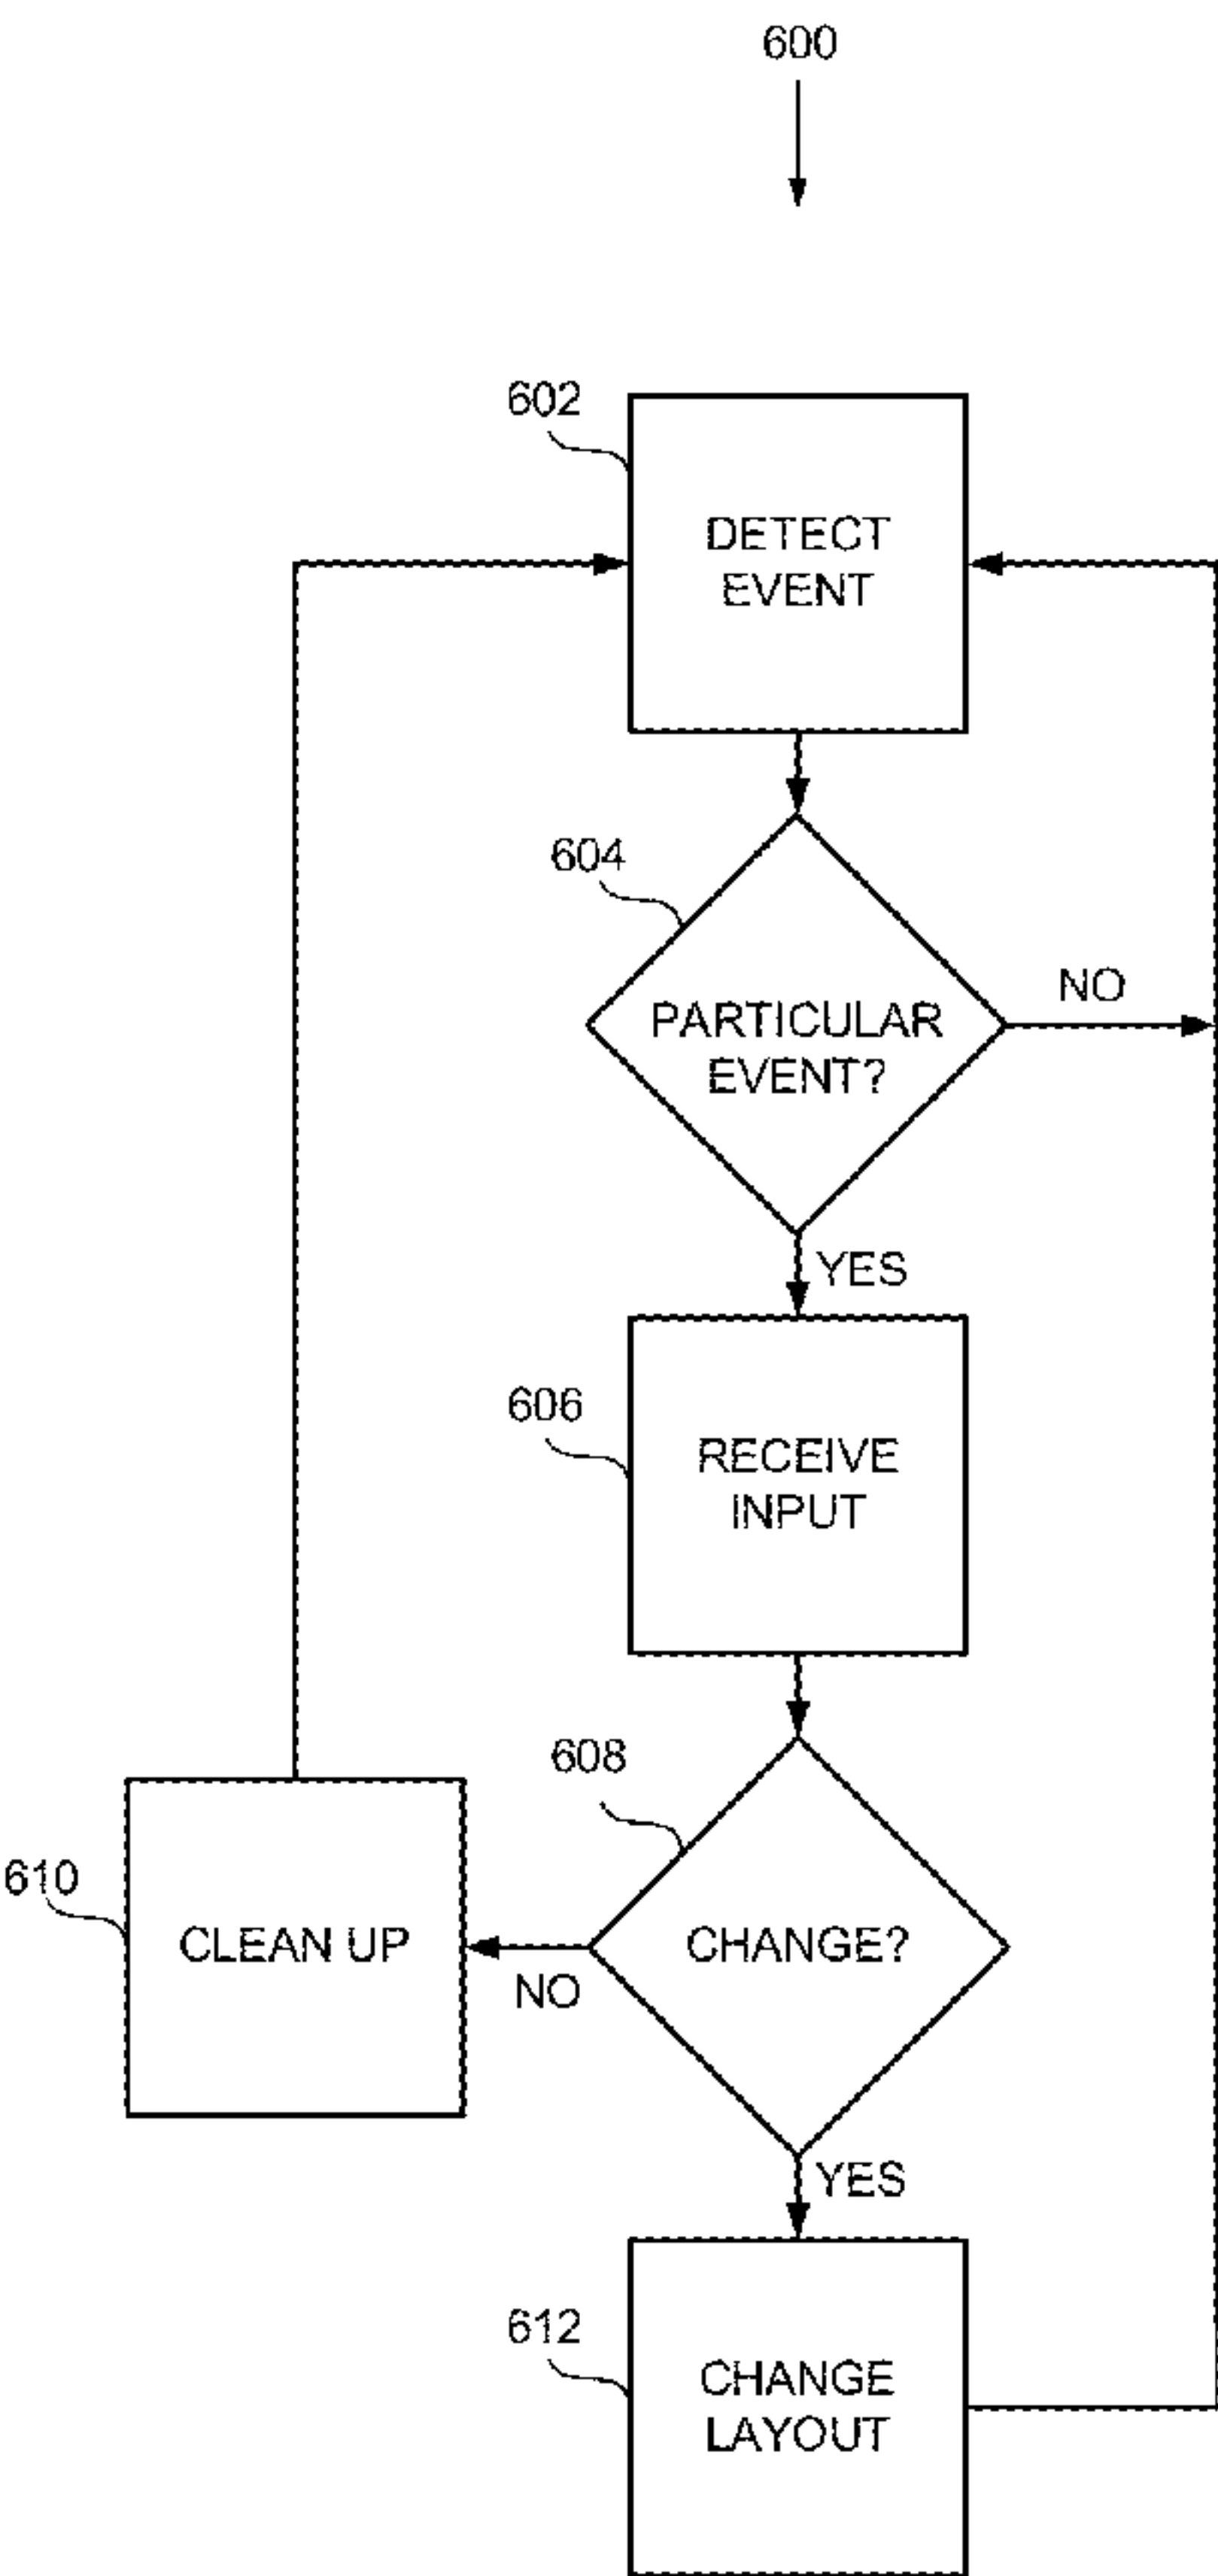 600
602
DETECT
EVENT
604
PARTICULAR
EVENT?
NO
YES
606
RECEIVE
INPUT
608
CHANGE?
NO
610
CLEAN UP
YES
612
CHANGE
LAYOUT